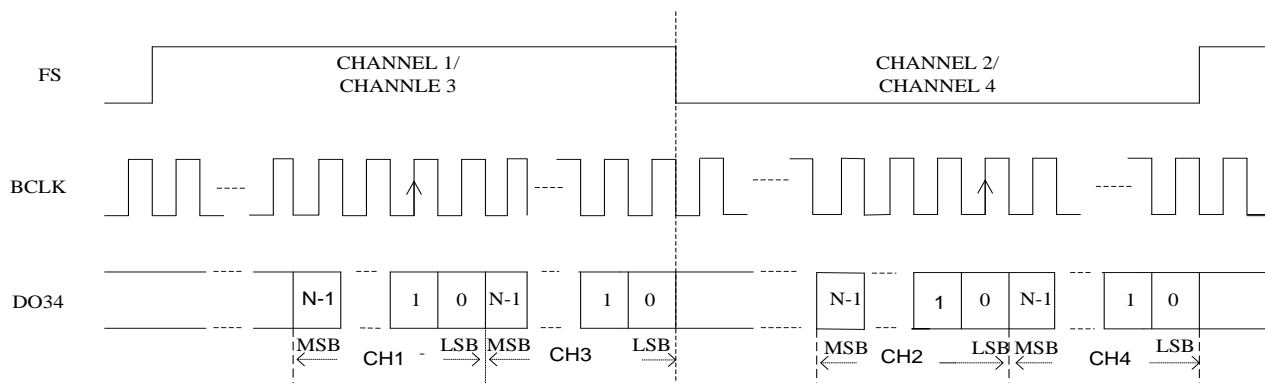 FS
CHANNEL 1/
CHANNLE 3
CHANNEL 2/
CHANNEL 4
BCLK
DO34
N-1 1 0 N-1 1 0 N-1 1 0 N-1 1 0
MSB CH1 - LSB MSB CH3 LSB MSB CH2 LSB MSB CH4 LSB